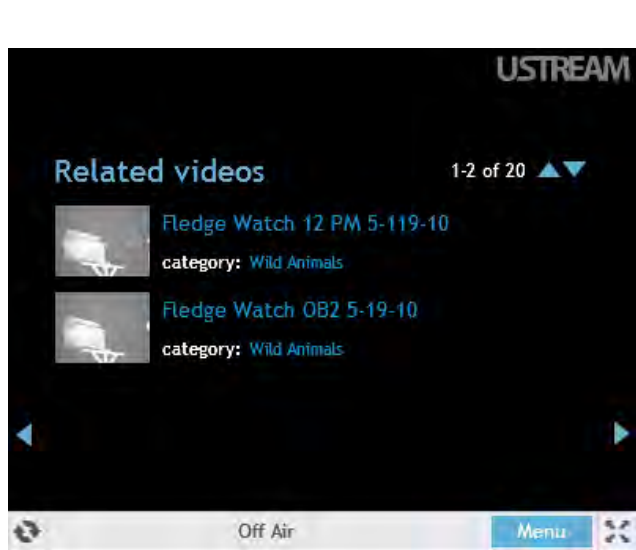 USTREAM
Related videos
1-2 of 20
Fledge Watch 12 PM 5-119-10
category: Wild Animals
Fledge Watch OB2 5-19-10
category: Wild Animals
Off Air
Menu